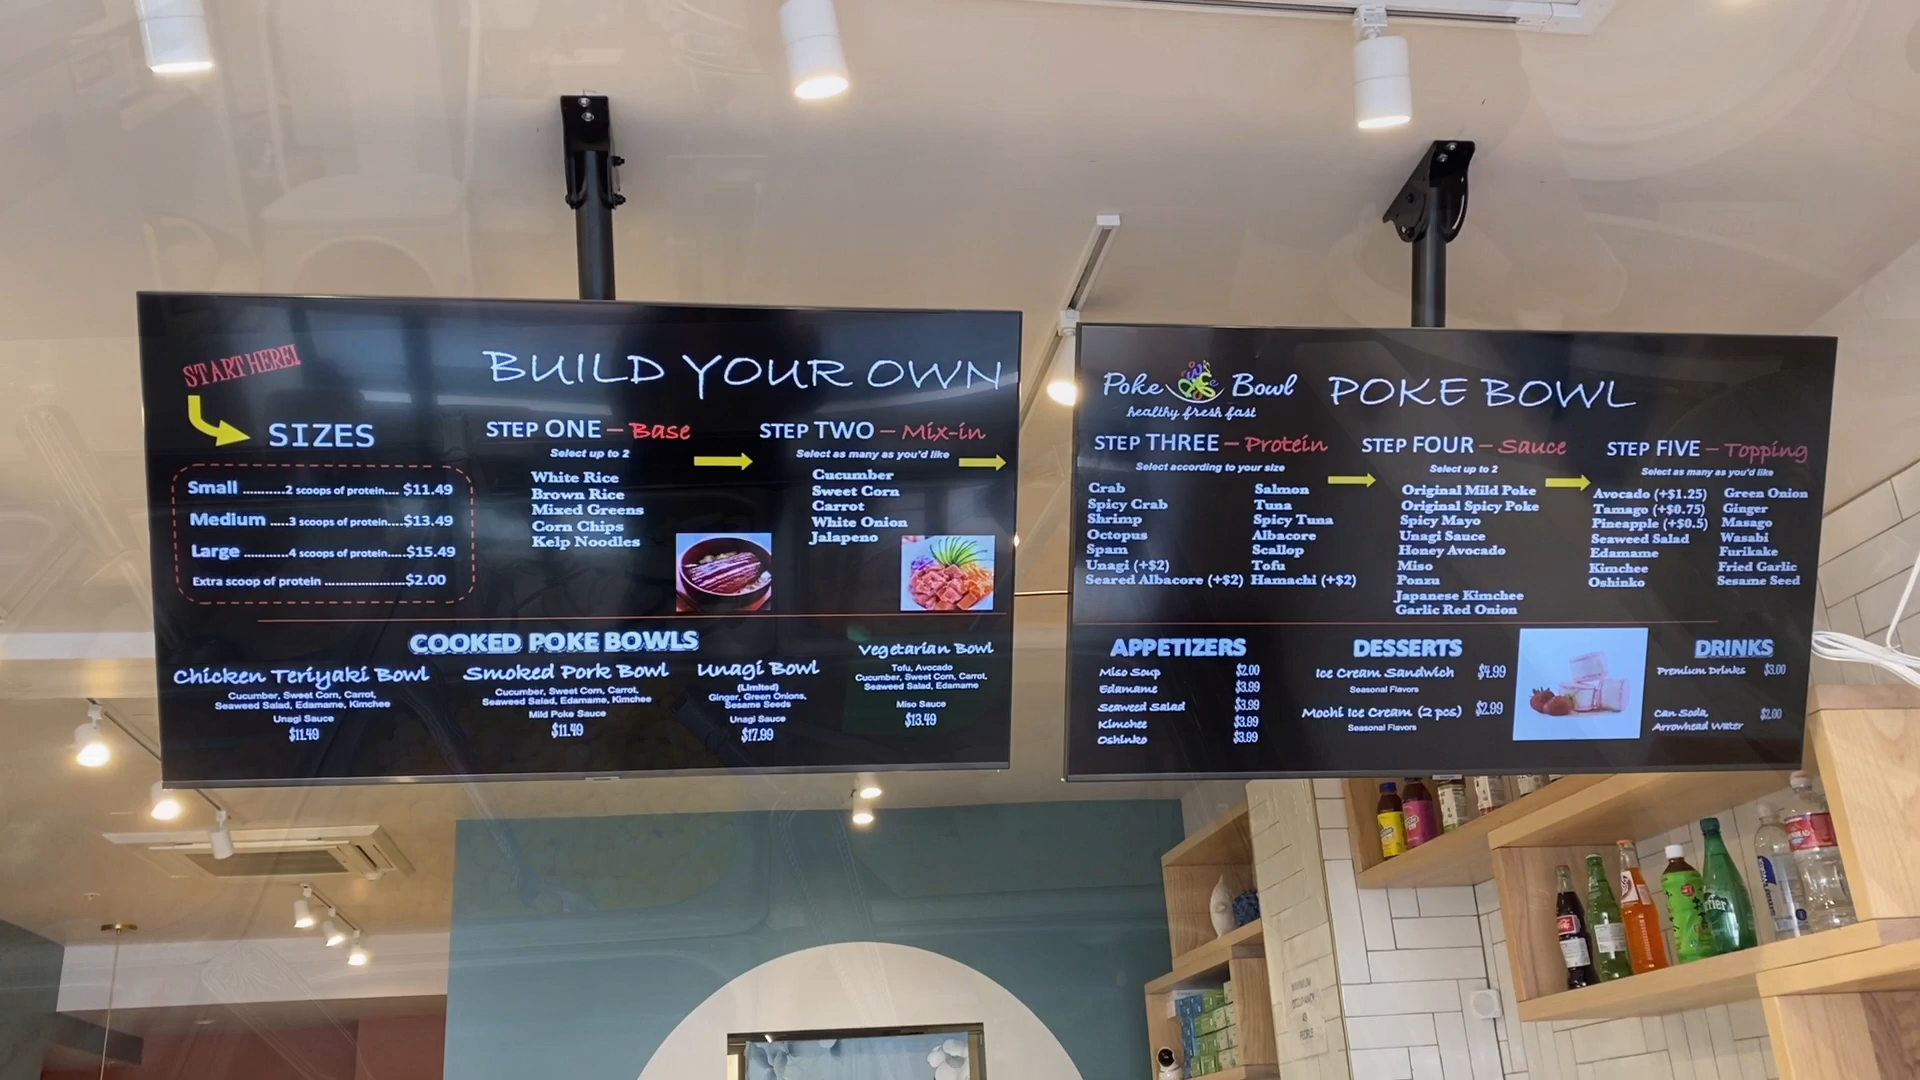 START HERE!
SIZES
Small ...........2 scoops of protein.... $11.49
Medium .....3 scoops of protein....$13.49
Large ...........4 scoops of protein....$15.49
Extra scoop of protein .......................$2.00
BUILD YOUR OWN
STEP ONE – Base
Select up to 2
White Rice
Brown Rice
Mixed Greens
Corn Chips
Kelp Noodles
STEP TWO – Mix-in
Select as many as you'd like
Cucumber
Sweet Corn
Carrot
White Onion
Jalapeno
COOKED POKE BOWLS
Chicken Teriyaki Bowl
Cucumber, Sweet Corn, Carrot,
Seaweed Salad, Edamame, Kimchee
Unagi Sauce
$11.49
Smoked Pork Bowl
Cucumber, Sweet Corn, Carrot,
Seaweed Salad, Edamame, Kimchee
Mild Poke Sauce
$11.49
Unagi Bowl
(Limited)
Ginger, Green Onions,
Sesame Seeds
Unagi Sauce
$17.99
Vegetarian Bowl
Tofu, Avocado
Cucumber, Sweet Corn, Carrot,
Seaweed Salad, Edamame
Miso Sauce
$13.49
Poke Bowl
healthy fresh fast
POKE BOWL
STEP THREE – Protein
Select according to your size
Crab
Spicy Crab
Shrimp
Octopus
Spam
Unagi (+$2)
Seared Albacore (+$2)
Salmon
Tuna
Spicy Tuna
Albacore
Scallop
Tofu
Hamachi (+$2)
STEP FOUR – Sauce
Select up to 2
Original Mild Poke
Original Spicy Poke
Spicy Mayo
Unagi Sauce
Honey Avocado
Miso
Ponzu
Japanese Kimchee
Garlic Red Onion
STEP FIVE – Topping
Select as many as you'd like
Avocado (+$1.25)
Tamago (+$0.75)
Pineapple (+$0.5)
Seaweed Salad
Edamame
Kimchee
Oshinko
Green Onion
Ginger
Masago
Wasabi
Furikake
Fried Garlic
Sesame Seed
APPETIZERS
Miso Soup $2.00
Edamame $3.99
Seaweed Salad $3.99
Kimchee $3.99
Oshinko $3.99
DESSERTS
Ice Cream Sandwich $4.99
Seasonal Flavors
Mochi Ice Cream (2 pcs) $2.99
Seasonal Flavors
DRINKS
Premium Drinks $3.00
Can Soda,
Arrowhead Water $2.00
MAXIMUM
OCCUPANCY
49
PEOPLE